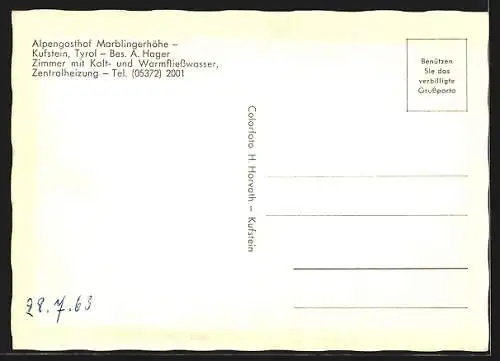 Alpengasthof Marblingerhöhe –
Kufstein, Tyrol – Bes. A. Hager
Zimmer mit Kalt- und Warmfließwasser,
Zentralheizung – Tel. (05372) 2001
Benützen
Sie das
verbilligte
Grußporto
Colorfoto H. Horvath – Kufstein
28.7.69